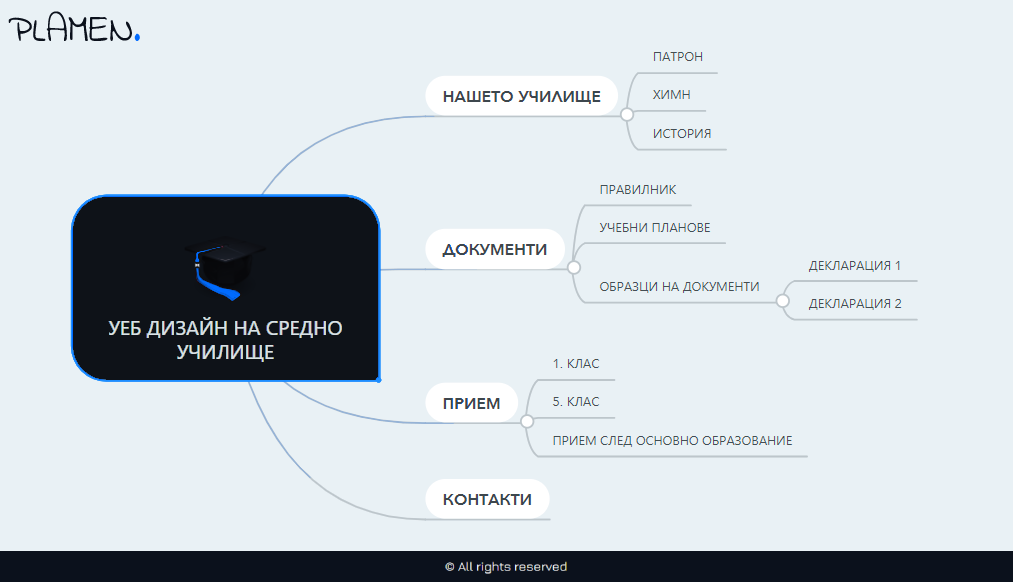 PLAMEN.
ПАТРОН
НАШЕТО УЧИЛИЩЕ
ХИМН
ИСТОРИЯ
ПРАВИЛНИК
УЧЕБНИ ПЛАНОВЕ
ДОКУМЕНТИ
ОБРАЗЦИ НА ДОКУМЕНТИ
ДЕКЛАРАЦИЯ 1
ДЕКЛАРАЦИЯ 2
УЕБ ДИЗАЙН НА СРЕДНО
УЧИЛИЩЕ
1. КЛАС
ПРИЕМ
5. КЛАС
ПРИЕМ СЛЕД ОСНОВНО ОБРАЗОВАНИЕ
КОНТАКТИ
© All rights reserved